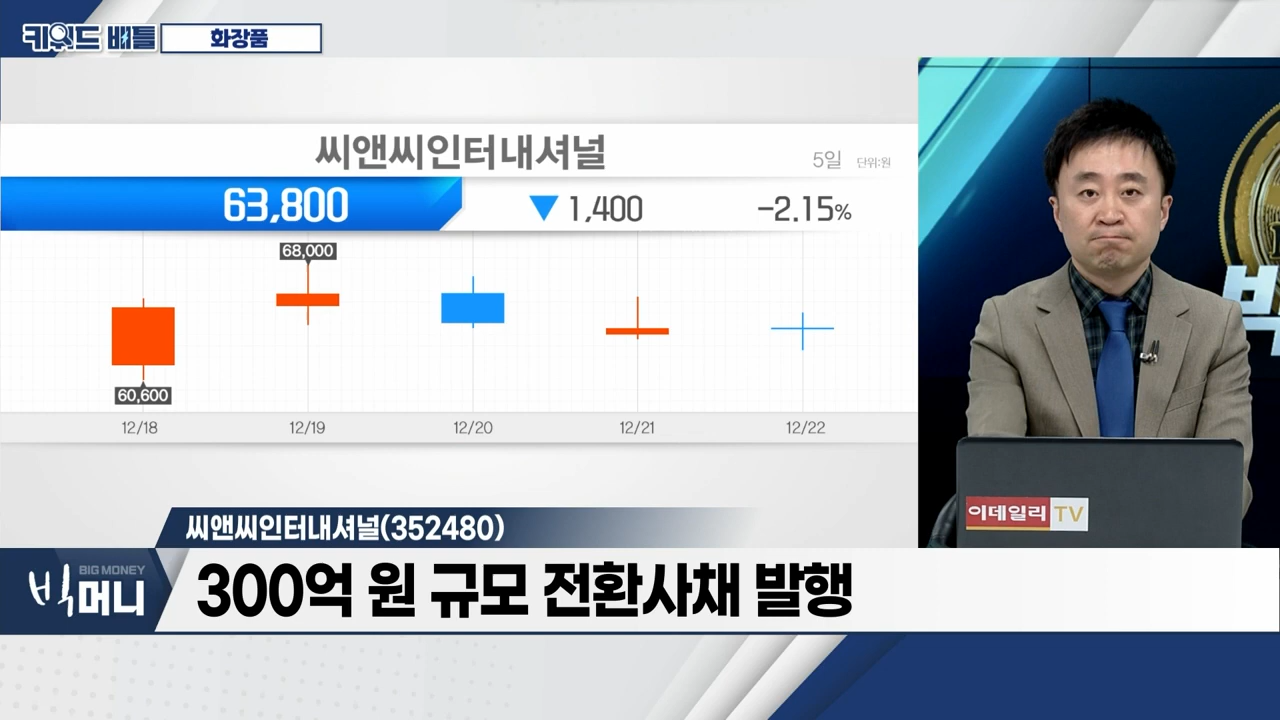 키워드 배틀
화장품
씨앤씨인터내셔널
5일 단위:원
63,800 ▼ 1,400 -2.15%
68,000
60,600
12/18 12/19 12/20 12/21 12/22
이데일리 TV
씨앤씨인터내셔널(352480)
BIG MONEY
빅머니
300억 원 규모 전환사채 발행